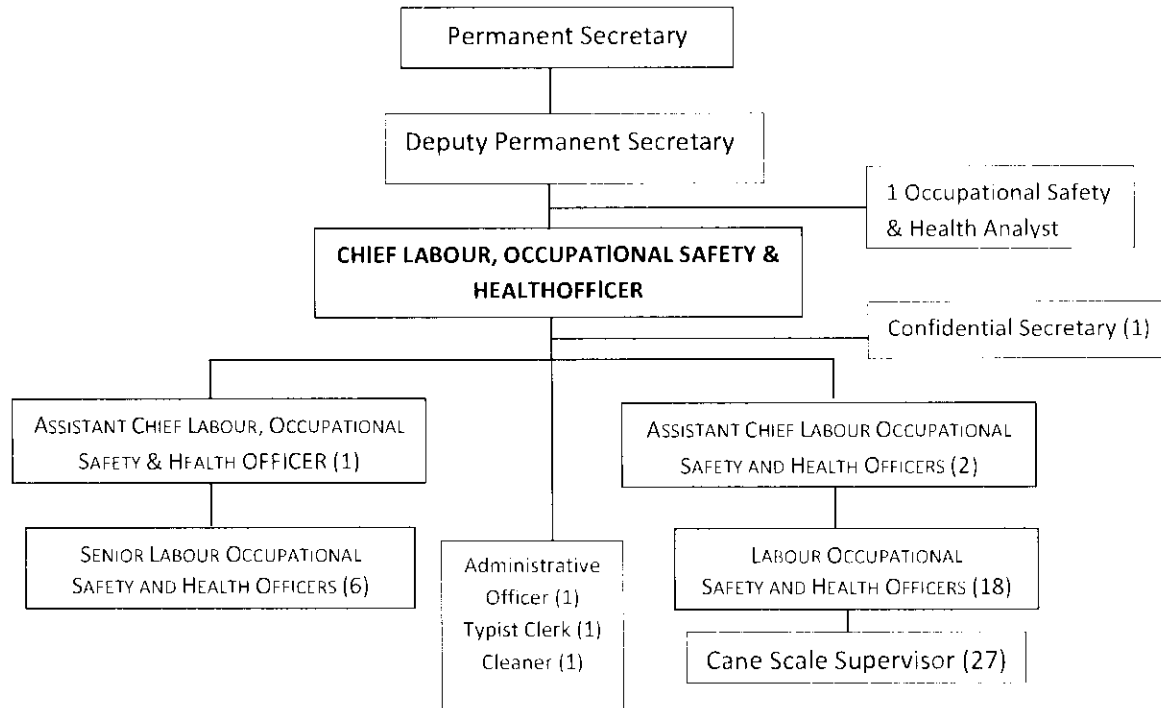 Permanent Secretary
Deputy Permanent Secretary
1 Occupational Safety
& Health Analyst
CHIEF LABOUR, OCCUPATIONAL SAFETY &
HEALTHOFFICER
Confidential Secretary (1)
ASSISTANT CHIEF LABOUR, OCCUPATIONAL
SAFETY & HEALTH OFFICER (1)
ASSISTANT CHIEF LABOUR OCCUPATIONAL
SAFETY AND HEALTH OFFICERS (2)
SENIOR LABOUR OCCUPATIONAL
SAFETY AND HEALTH OFFICERS (6)
Administrative
Officer (1)
Typist Clerk (1)
Cleaner (1)
LABOUR OCCUPATIONAL
SAFETY AND HEALTH OFFICERS (18)
Cane Scale Supervisor (27)